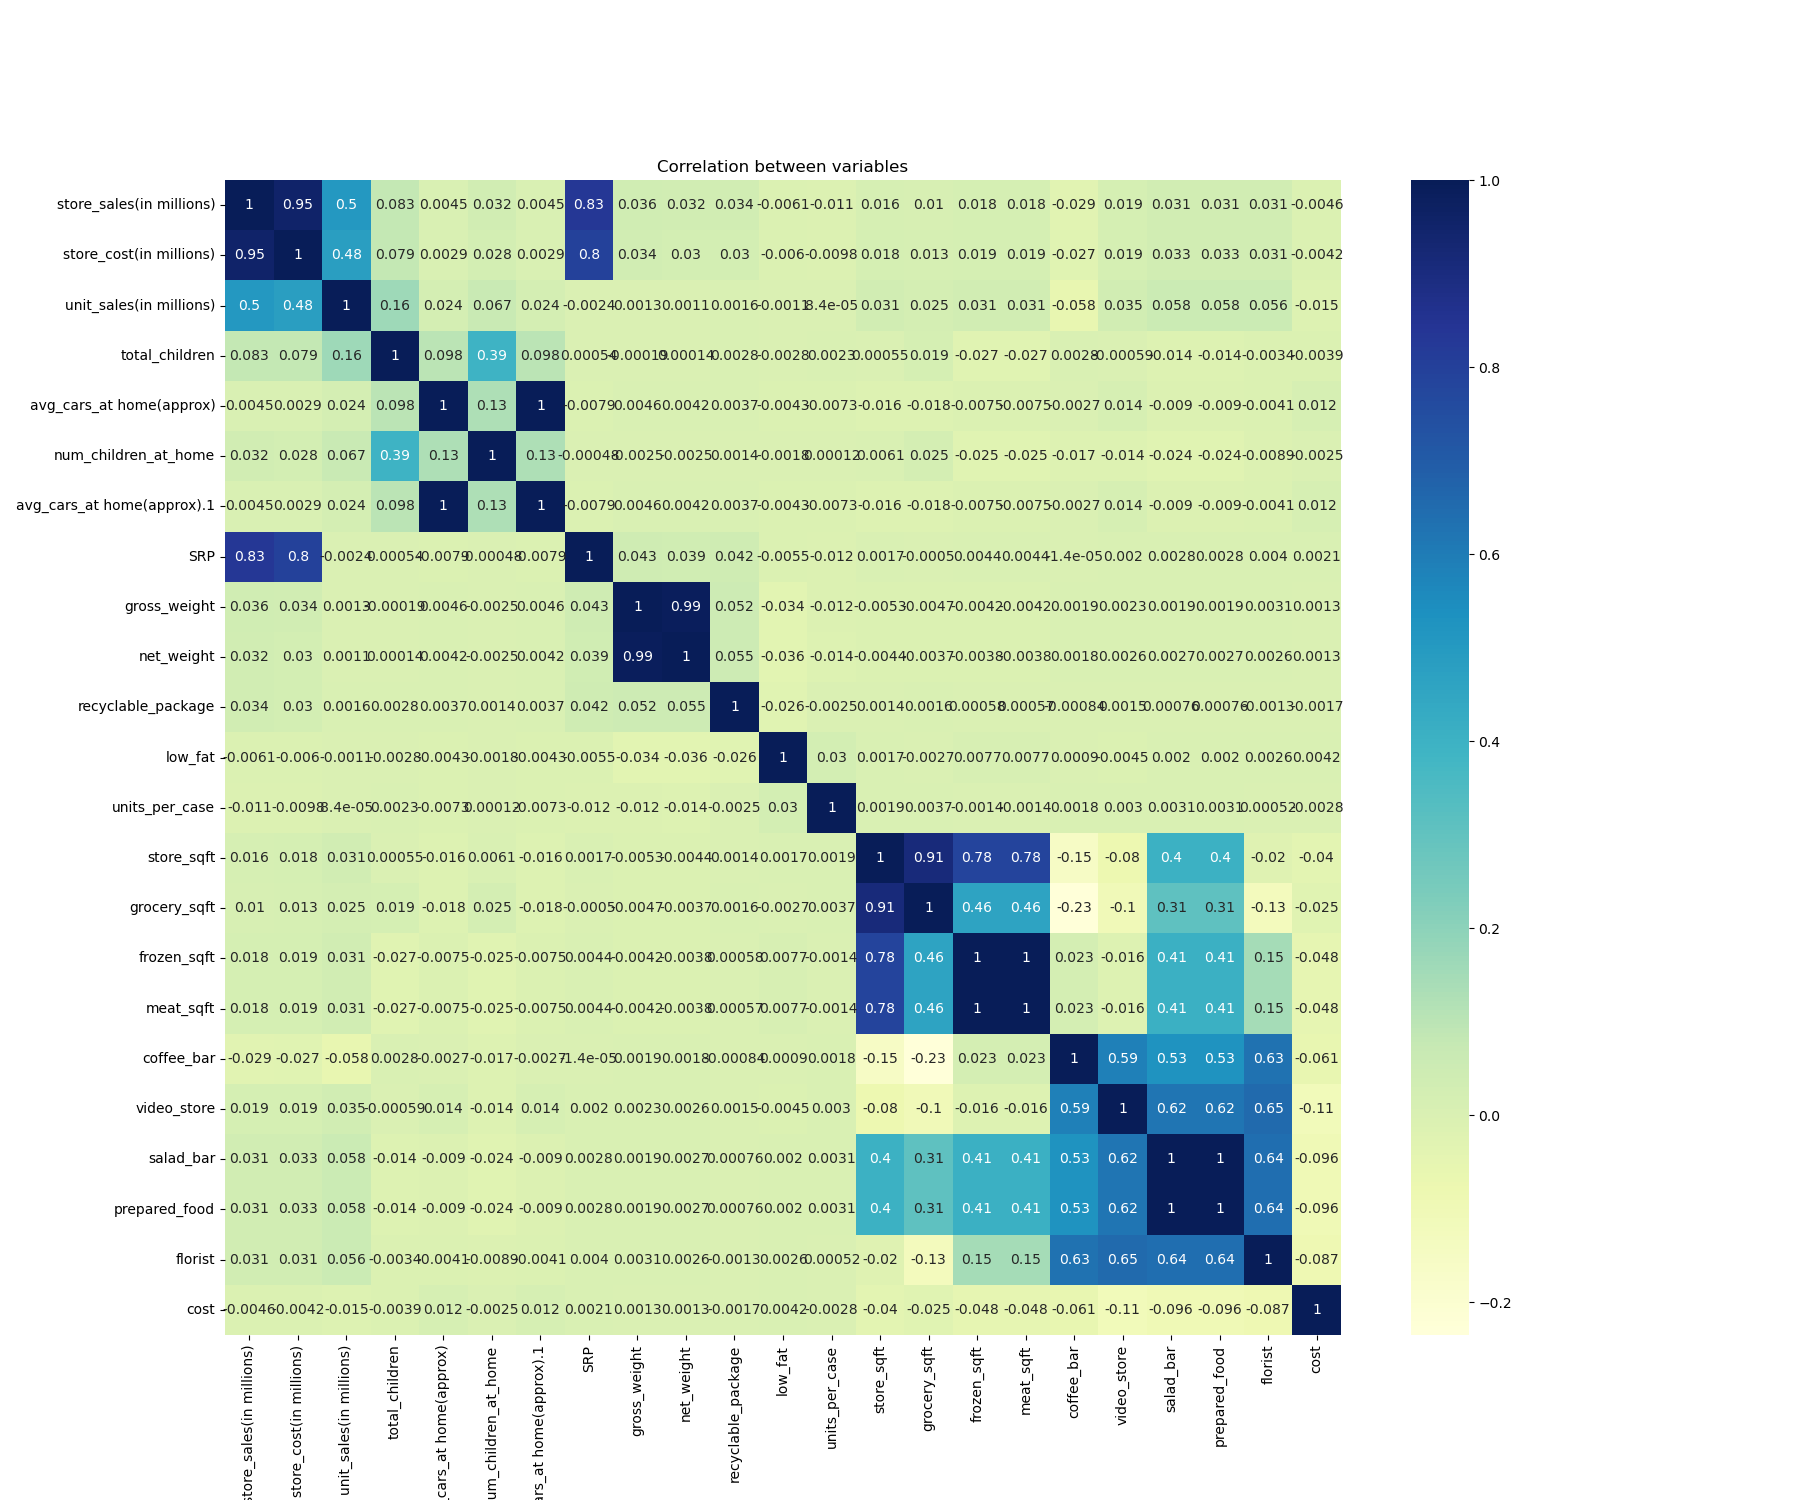 Correlation between variables
store_sales(in millions) 1 0.95 0.5 0.083 0.0045 0.032 0.0045 0.83 0.036 0.032 0.034 -0.0061 -0.011 0.016 0.01 0.018 0.018 -0.029 0.019 0.031 0.031 0.031 -0.0046
store_cost(in millions) 0.95 1 0.48 0.079 0.0029 0.028 0.0029 0.8 0.034 0.03 0.03 -0.006 -0.0098 0.018 0.013 0.019 0.019 -0.027 0.019 0.033 0.033 0.031 -0.0042
unit_sales(in millions) 0.5 0.48 1 0.16 0.024 0.067 0.024 -0.0024 0.0013 0.0011 0.0016 -0.0011 8.4e-05 0.031 0.025 0.031 0.031 -0.058 0.035 0.058 0.058 0.056 -0.015
total_children 0.083 0.079 0.16 1 0.098 0.39 0.098 0.00054 -0.00019 0.00014 0.0028 -0.0028 0.0023 0.00055 0.019 -0.027 -0.027 0.0028 -0.00059 -0.014 -0.014 -0.0034 -0.0039
avg_cars_at home(approx) 0.0045 0.0029 0.024 0.098 1 0.13 1 -0.0079 0.0046 0.0042 0.0037 -0.0043 -0.0073 -0.016 -0.018 -0.0075 -0.0075 -0.0027 0.014 -0.009 -0.009 -0.0041 0.012
num_children_at_home 0.032 0.028 0.067 0.39 0.13 1 0.13 -0.00048 -0.0025 -0.0025 0.0014 -0.0018 0.00012 0.0061 0.025 -0.025 -0.025 -0.017 -0.014 -0.024 -0.024 -0.0089 -0.0025
avg_cars_at home(approx).1 0.0045 0.0029 0.024 0.098 1 0.13 1 -0.0079 0.0046 0.0042 0.0037 -0.0043 -0.0073 -0.016 -0.018 -0.0075 -0.0075 -0.0027 0.014 -0.009 -0.009 -0.0041 0.012
SRP 0.83 0.8 -0.0024 0.00054 -0.0079 -0.00048 -0.0079 1 0.043 0.039 0.042 -0.0055 -0.012 0.0017 -0.0005 0.0044 0.0044 -1.4e-05 0.002 0.0028 0.0028 0.004 0.0021
gross_weight 0.036 0.034 0.0013 -0.00019 0.0046 -0.0025 0.0046 0.043 1 0.99 0.052 -0.034 -0.012 -0.0053 -0.0047 -0.0042 -0.0042 0.0019 0.0023 0.0019 0.0019 0.0031 0.0013
net_weight 0.032 0.03 0.0011 0.00014 0.0042 -0.0025 0.0042 0.039 0.99 1 0.055 -0.036 -0.014 -0.0044 -0.0037 -0.0038 -0.0038 0.0018 0.0026 0.0027 0.0027 0.0026 0.0013
recyclable_package 0.034 0.03 0.0016 0.0028 0.0037 0.0014 0.0037 0.042 0.052 0.055 1 -0.026 -0.0025 0.0014 0.0016 0.00058 0.00057 -0.00084 0.0015 0.00076 0.00076 -0.0013 -0.0017
low_fat -0.0061 -0.006 -0.0011 -0.0028 -0.0043 -0.0018 -0.0043 -0.0055 -0.034 -0.036 -0.026 1 0.03 0.0017 -0.0027 0.0077 0.0077 0.0009 -0.0045 0.002 0.002 0.0026 0.0042
units_per_case -0.011 -0.0098 8.4e-05 0.0023 -0.0073 0.00012 -0.0073 -0.012 -0.012 -0.014 -0.0025 0.03 1 0.0019 0.0037 -0.0014 -0.0014 0.0018 0.003 0.0031 0.0031 0.00052 -0.0028
store_sqft 0.016 0.018 0.031 0.00055 -0.016 0.0061 -0.016 0.0017 -0.0053 -0.0044 0.0014 0.0017 0.0019 1 0.91 0.78 0.78 -0.15 -0.08 0.4 0.4 -0.02 -0.04
grocery_sqft 0.01 0.013 0.025 0.019 -0.018 0.025 -0.018 -0.0005 -0.0047 -0.0037 0.0016 -0.0027 0.0037 0.91 1 0.46 0.46 -0.23 -0.1 0.31 0.31 -0.13 -0.025
frozen_sqft 0.018 0.019 0.031 -0.027 -0.0075 -0.025 -0.0075 0.0044 -0.0042 -0.0038 0.00058 0.0077 -0.0014 0.78 0.46 1 1 0.023 -0.016 0.41 0.41 0.15 -0.048
meat_sqft 0.018 0.019 0.031 -0.027 -0.0075 -0.025 -0.0075 0.0044 -0.0042 -0.0038 0.00057 0.0077 -0.0014 0.78 0.46 1 1 0.023 -0.016 0.41 0.41 0.15 -0.048
coffee_bar -0.029 -0.027 -0.058 0.0028 -0.0027 -0.017 -0.0027 -1.4e-05 0.0019 0.0018 -0.00084 0.0009 0.0018 -0.15 -0.23 0.023 0.023 1 0.59 0.53 0.53 0.63 -0.061
video_store 0.019 0.019 0.035 -0.00059 0.014 -0.014 0.014 0.002 0.0023 0.0026 0.0015 -0.0045 0.003 -0.08 -0.1 -0.016 -0.016 0.59 1 0.62 0.62 0.65 -0.11
salad_bar 0.031 0.033 0.058 -0.014 -0.009 -0.024 -0.009 0.0028 0.0019 0.0027 0.00076 0.002 0.0031 0.4 0.31 0.41 0.41 0.53 0.62 1 1 0.64 -0.096
prepared_food 0.031 0.033 0.058 -0.014 -0.009 -0.024 -0.009 0.0028 0.0019 0.0027 0.00076 0.002 0.0031 0.4 0.31 0.41 0.41 0.53 0.62 1 1 0.64 -0.096
florist 0.031 0.031 0.056 -0.0034 -0.0041 -0.0089 -0.0041 0.004 0.0031 0.0026 -0.0013 0.0026 0.00052 -0.02 -0.13 0.15 0.15 0.63 0.65 0.64 0.64 1 -0.087
cost -0.0046 -0.0042 -0.015 -0.0039 0.012 -0.0025 0.012 0.0021 0.0013 0.0013 -0.0017 0.0042 -0.0028 -0.04 -0.025 -0.048 -0.048 -0.061 -0.11 -0.096 -0.096 -0.087 1
store_sales(in millions)
store_cost(in millions)
unit_sales(in millions)
total_children
_cars_at home(approx)
um_children_at_home
ars_at home(approx).1
SRP
gross_weight
net_weight
recyclable_package
low_fat
units_per_case
store_sqft
grocery_sqft
frozen_sqft
meat_sqft
coffee_bar
video_store
salad_bar
prepared_food
florist
cost
1.0
0.8
0.6
0.4
0.2
0.0
−0.2